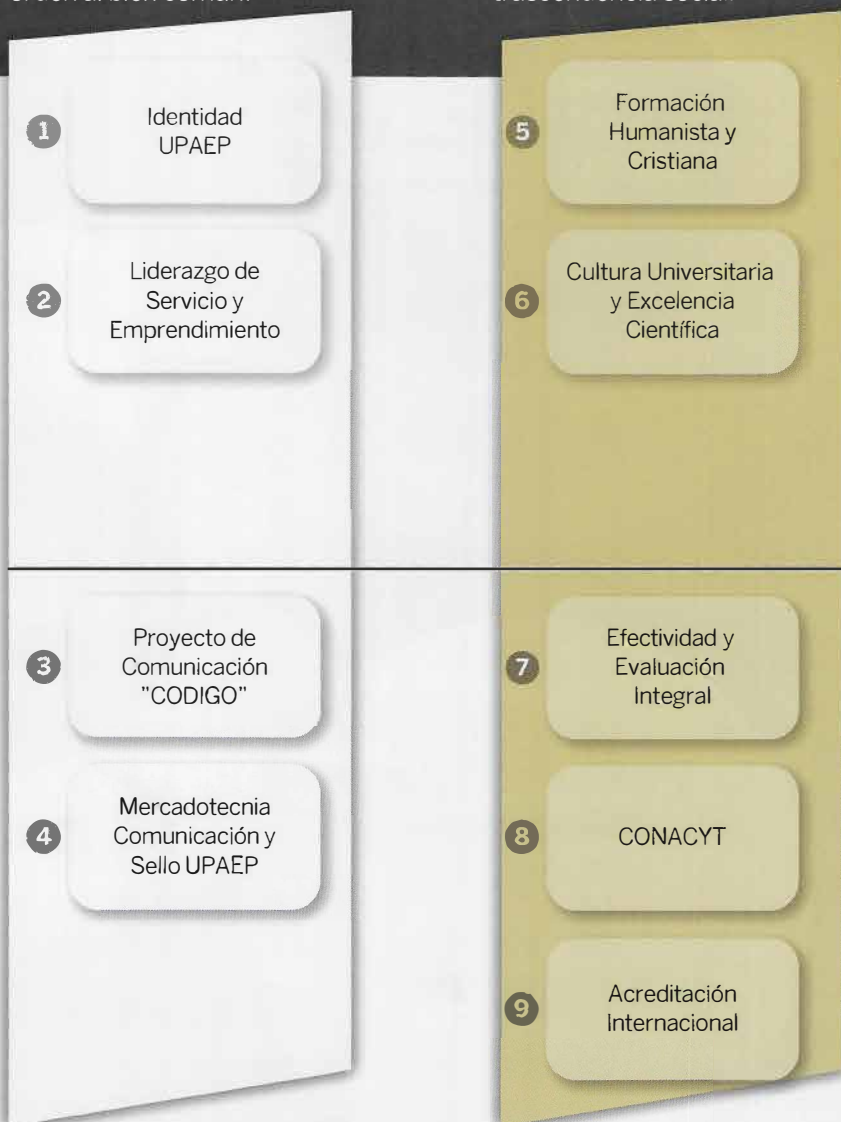 1
Identidad
UPAEP
2
Liderazgo de
Servicio y
Emprendimiento
3
Proyecto de
Comunicación
"CODIGO"
4
Mercadotecnia
Comunicación y
Sello UPAEP
5
Formación
Humanista y
Cristiana
6
Cultura Universitaria
y Excelencia
Científica
7
Efectividad y
Evaluación
Integral
8
CONACYT
9
Acreditación
Internacional